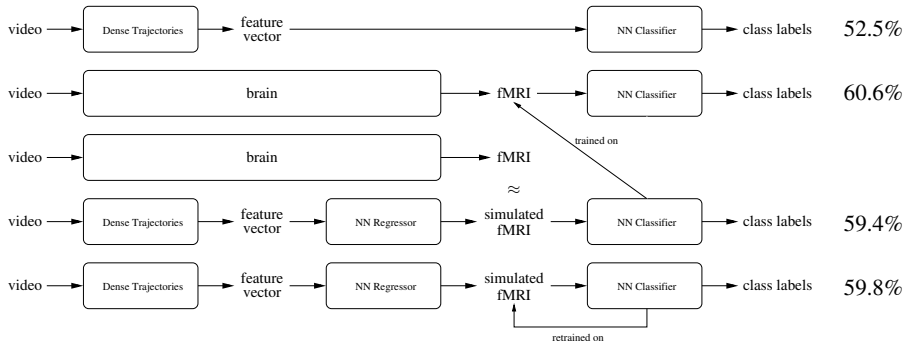 video Dense Trajectories feature vector NN Classifier class labels 52.5%
video brain fMRI NN Classifier class labels 60.6%
trained on
video brain fMRI
≈
video Dense Trajectories feature vector NN Regressor simulated fMRI NN Classifier class labels 59.4%
video Dense Trajectories feature vector NN Regressor simulated fMRI NN Classifier class labels 59.8%
retrained on